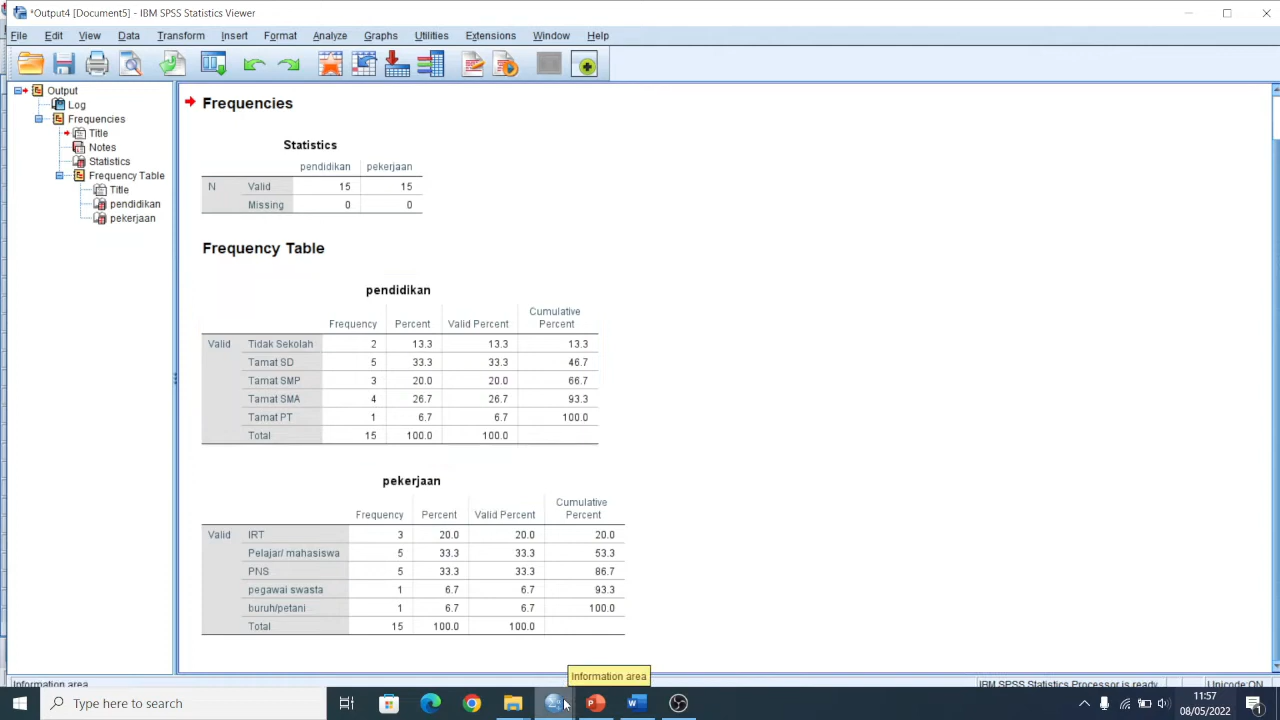 *Output4 [Document5] - IBM SPSS Statistics Viewer
File Edit View Data Transform Insert Format Analyze Graphs Utilities Extensions Window Help
Output
Log
Frequencies
Title
Notes
Statistics
Frequency Table
Title
pendidikan
pekerjaan
Frequencies
Statistics
pendidikan pekerjaan
N Valid 15 15
Missing 0 0
Frequency Table
pendidikan
Frequency Percent Valid Percent Cumulative Percent
Valid Tidak Sekolah 2 13.3 13.3 13.3
Tamat SD 5 33.3 33.3 46.7
Tamat SMP 3 20.0 20.0 66.7
Tamat SMA 4 26.7 26.7 93.3
Tamat PT 1 6.7 6.7 100.0
Total 15 100.0 100.0
pekerjaan
Frequency Percent Valid Percent Cumulative Percent
Valid IRT 3 20.0 20.0 20.0
Pelajar/ mahasiswa 5 33.3 33.3 53.3
PNS 5 33.3 33.3 86.7
pegawai swasta 1 6.7 6.7 93.3
buruh/petani 1 6.7 6.7 100.0
Total 15 100.0 100.0
Information area
Information area IBM SPSS Statistics Processor is ready Unicode:ON
Type here to search
11:57
08/05/2022